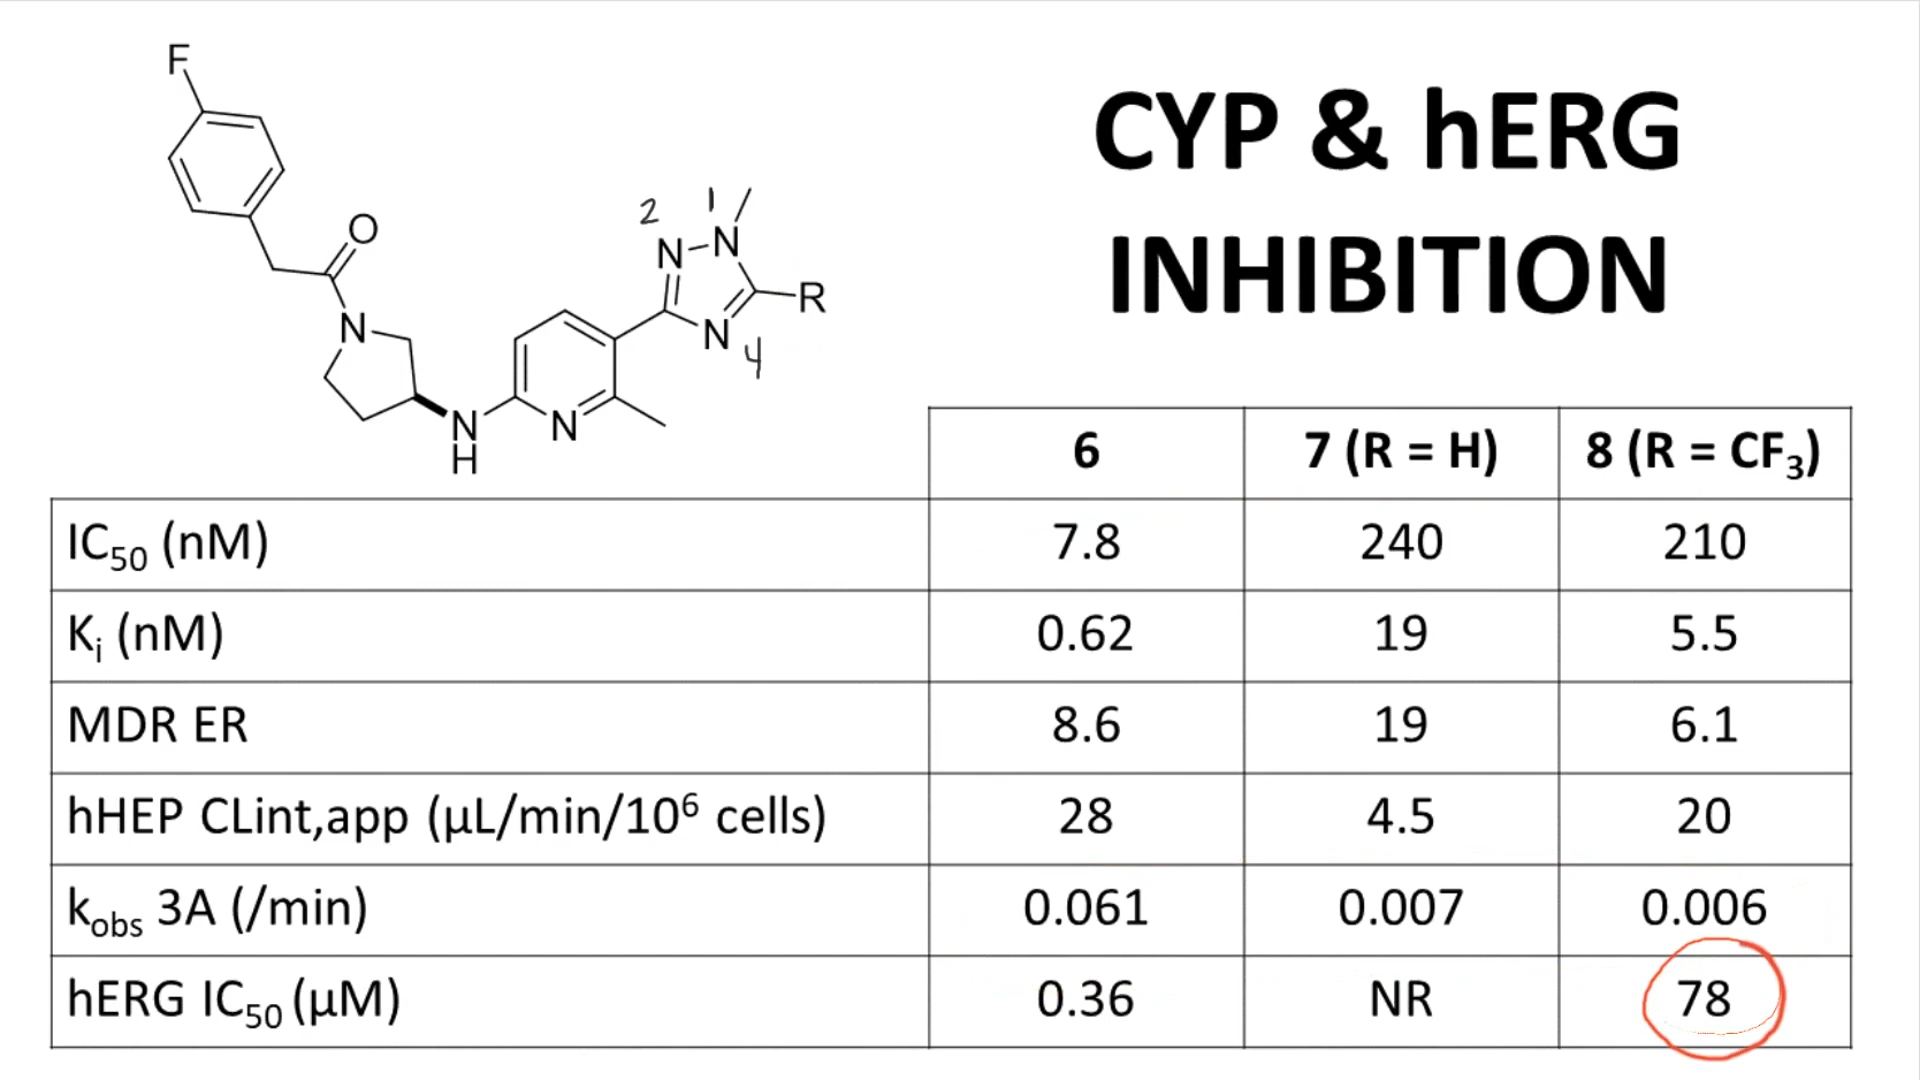 CYP & hERG
INHIBITION
F
O
N
N
H
N
2
1
N
N
N
4
R
6 7 (R = H) 8 (R = CF₃)
IC₅₀ (nM) 7.8 240 210
Kᵢ (nM) 0.62 19 5.5
MDR ER 8.6 19 6.1
hHEP CLint,app (μL/min/10⁶ cells) 28 4.5 20
kobs 3A (/min) 0.061 0.007 0.006
hERG IC₅₀ (μM) 0.36 NR 78